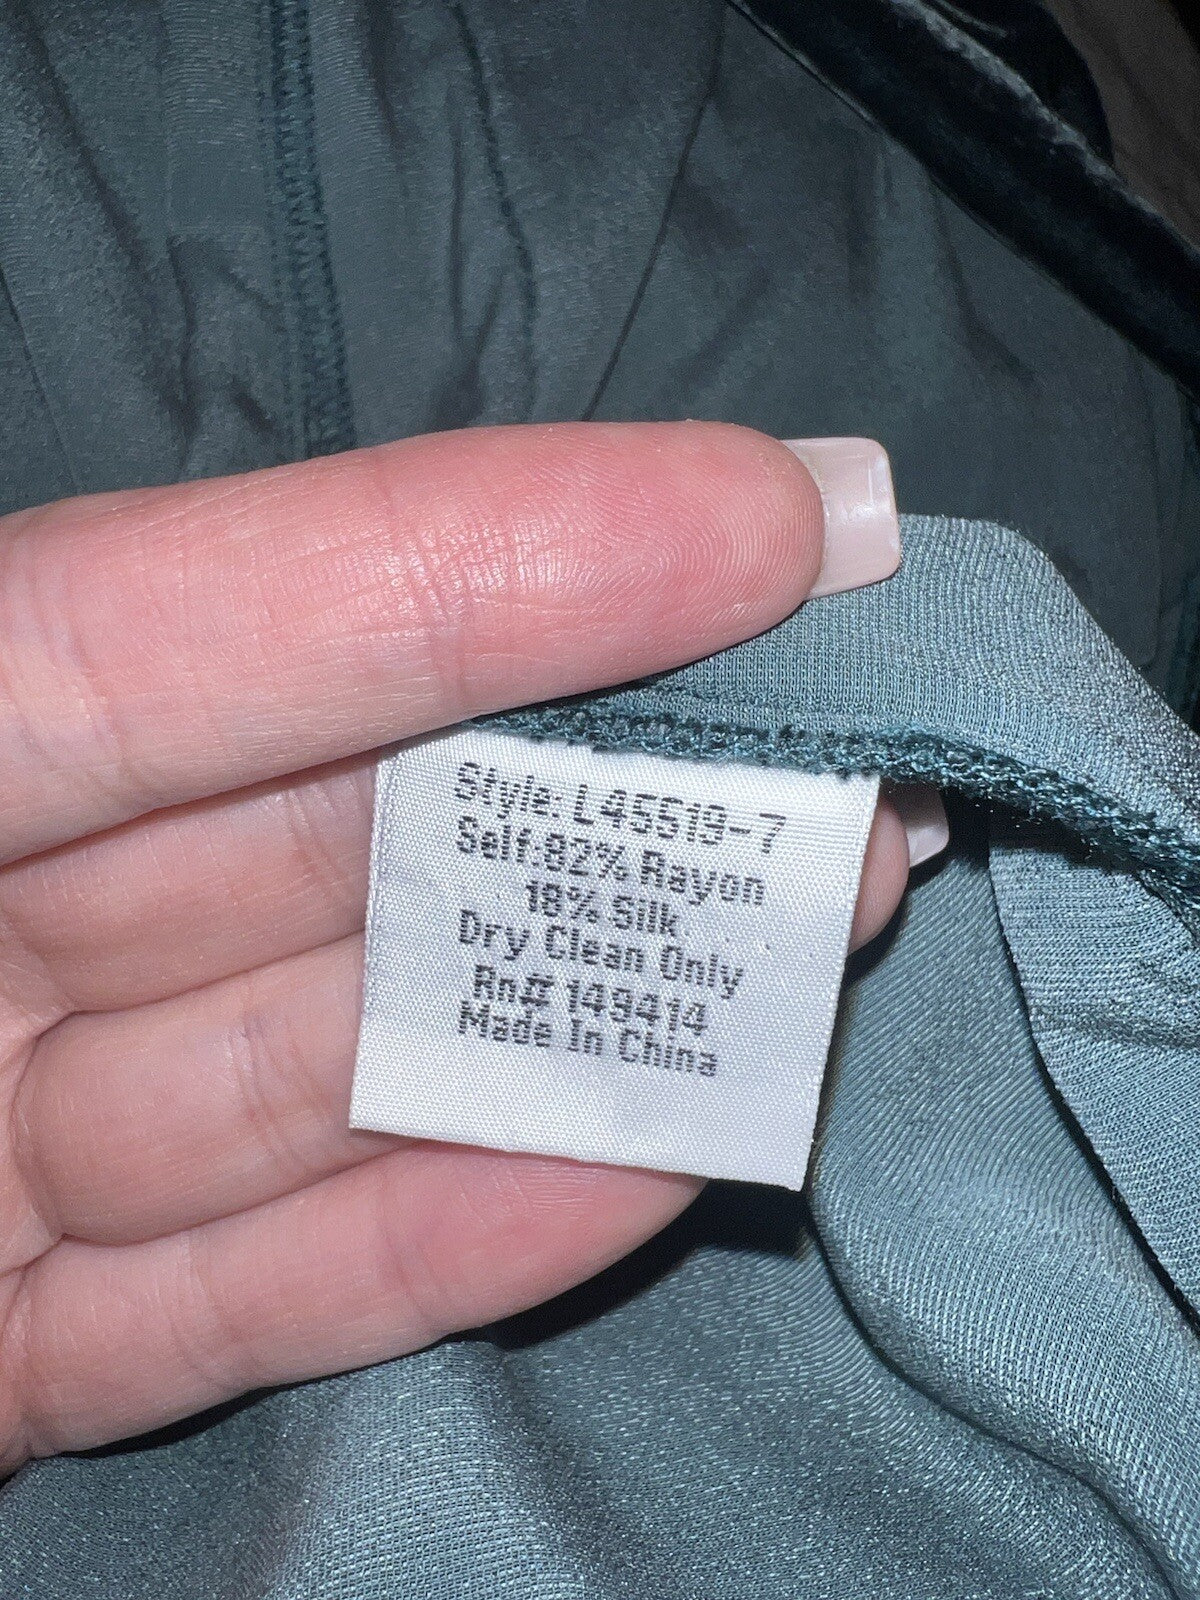 Style: L45519-7
Self:82% Rayon
18% Silk
Dry Clean Only
Rn# 149414
Made In China